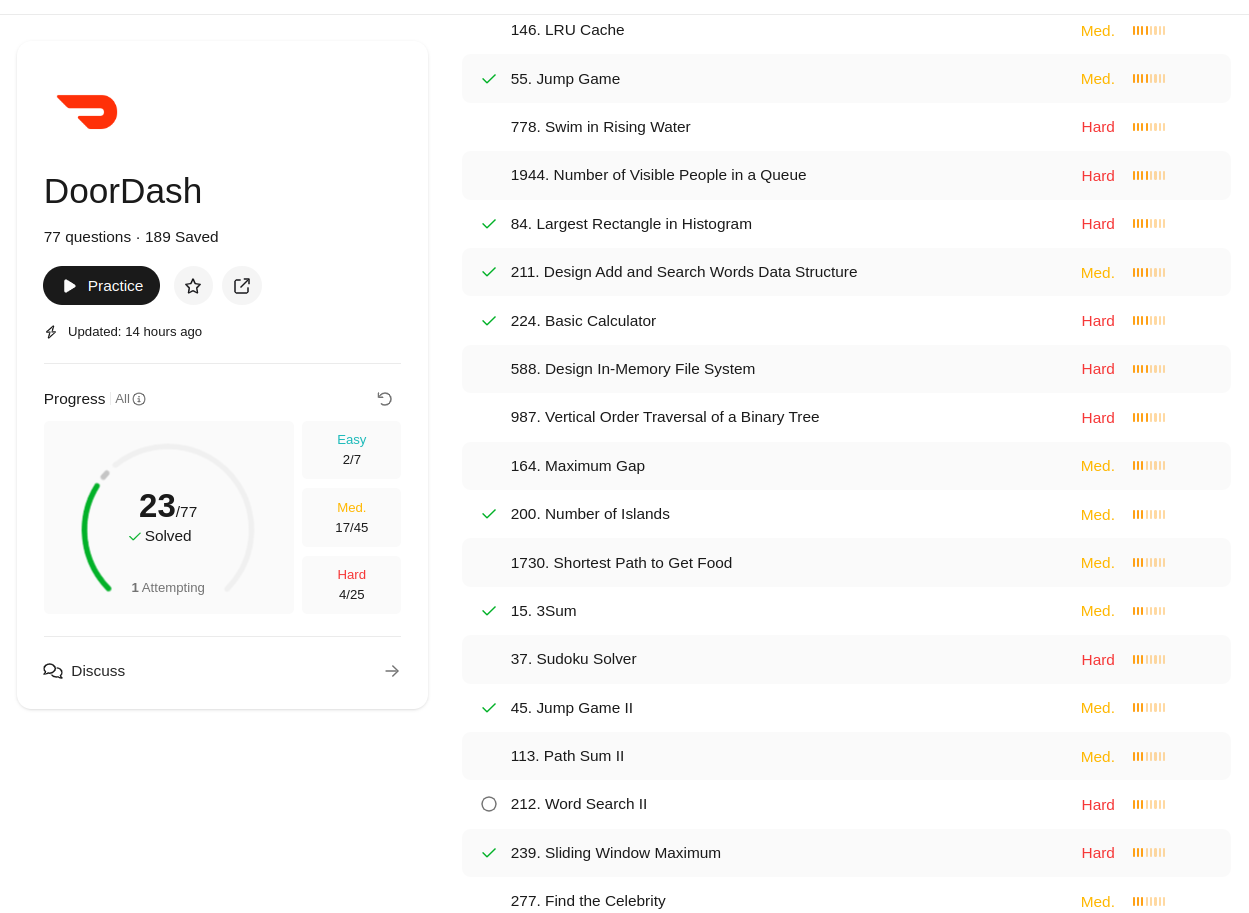 DoorDash
77 questions · 189 Saved
Practice
Updated: 14 hours ago
Progress All
23/77
Solved
1 Attempting
Easy
2/7
Med.
17/45
Hard
4/25
Discuss
146. LRU Cache Med.
55. Jump Game Med.
778. Swim in Rising Water Hard
1944. Number of Visible People in a Queue Hard
84. Largest Rectangle in Histogram Hard
211. Design Add and Search Words Data Structure Med.
224. Basic Calculator Hard
588. Design In-Memory File System Hard
987. Vertical Order Traversal of a Binary Tree Hard
164. Maximum Gap Med.
200. Number of Islands Med.
1730. Shortest Path to Get Food Med.
15. 3Sum Med.
37. Sudoku Solver Hard
45. Jump Game II Med.
113. Path Sum II Med.
212. Word Search II Hard
239. Sliding Window Maximum Hard
277. Find the Celebrity Med.